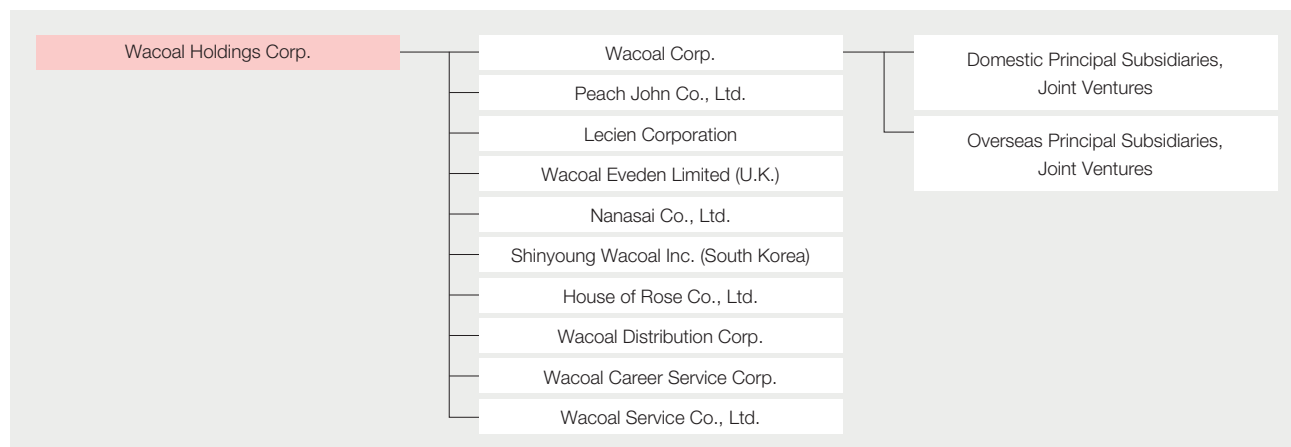 Wacoal Holdings Corp.
Wacoal Corp.
Peach John Co., Ltd.
Lecien Corporation
Wacoal Eveden Limited (U.K.)
Nanasai Co., Ltd.
Shinyoung Wacoal Inc. (South Korea)
House of Rose Co., Ltd.
Wacoal Distribution Corp.
Wacoal Career Service Corp.
Wacoal Service Co., Ltd.
Domestic Principal Subsidiaries,
Joint Ventures
Overseas Principal Subsidiaries,
Joint Ventures